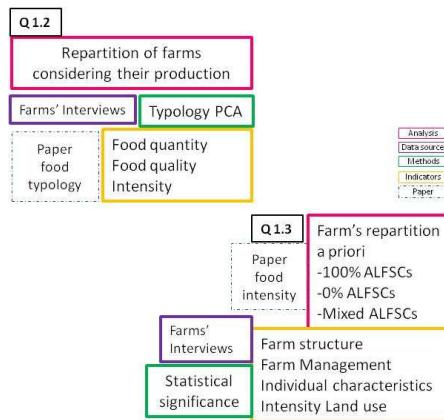 Q 1.2
Repartition of farms
considering their production
Farms' Interviews
Typology PCA
Paper
food
typology
Food quantity
Food quality
Intensity
Analysis
Data source
Methods
Indicators
Paper
Q 1.3
Paper
food
intensity
Farm's repartition
a priori
-100% ALFSCs
-0% ALFSCs
-Mixed ALFSCs
Farms'
Interviews
Statistical
significance
Farm structure
Farm Management
Individual characteristics
Intensity Land use